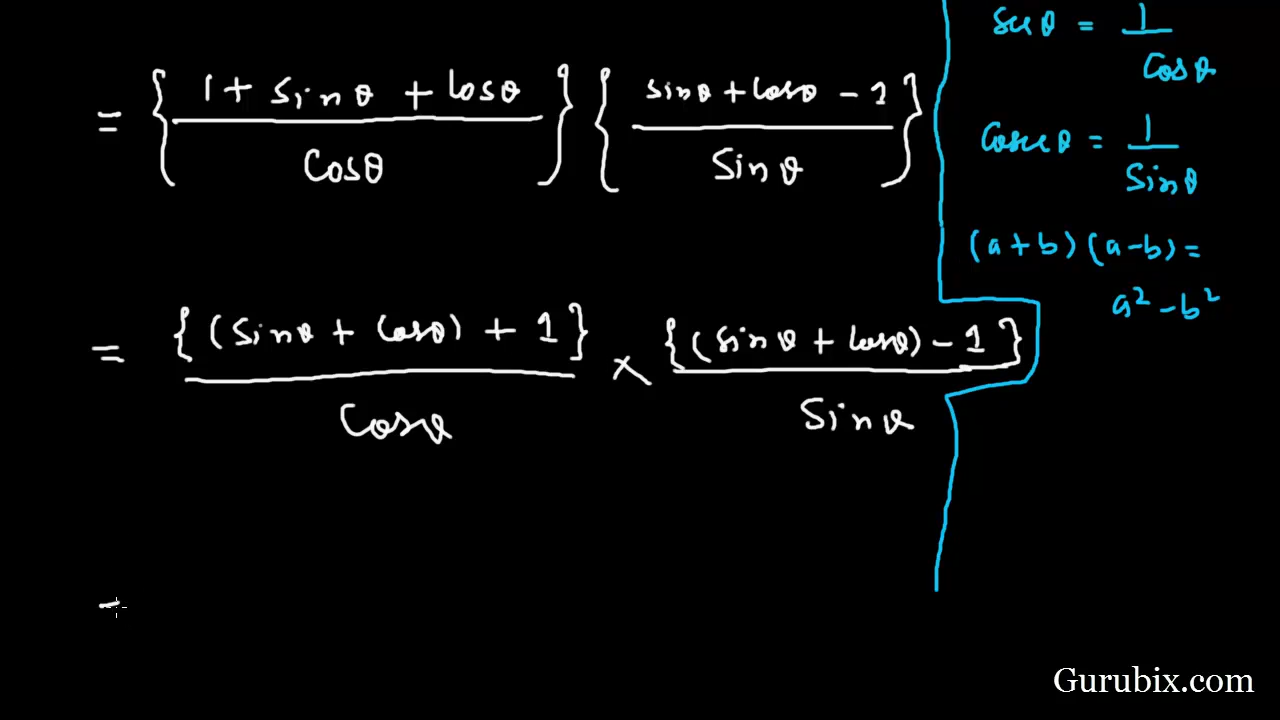 = { (1 + Sinθ + Cosθ) / Cosθ } { (Sinθ + Cosθ - 1) / Sinθ }
= {(Sinθ + Cosθ) + 1} / Cosθ × {(Sinθ + Cosθ) - 1} / Sinθ
Secθ = 1 / Cosθ
Cosecθ = 1 / Sinθ
(a+b)(a-b) =
a² - b²
Gurubix.com